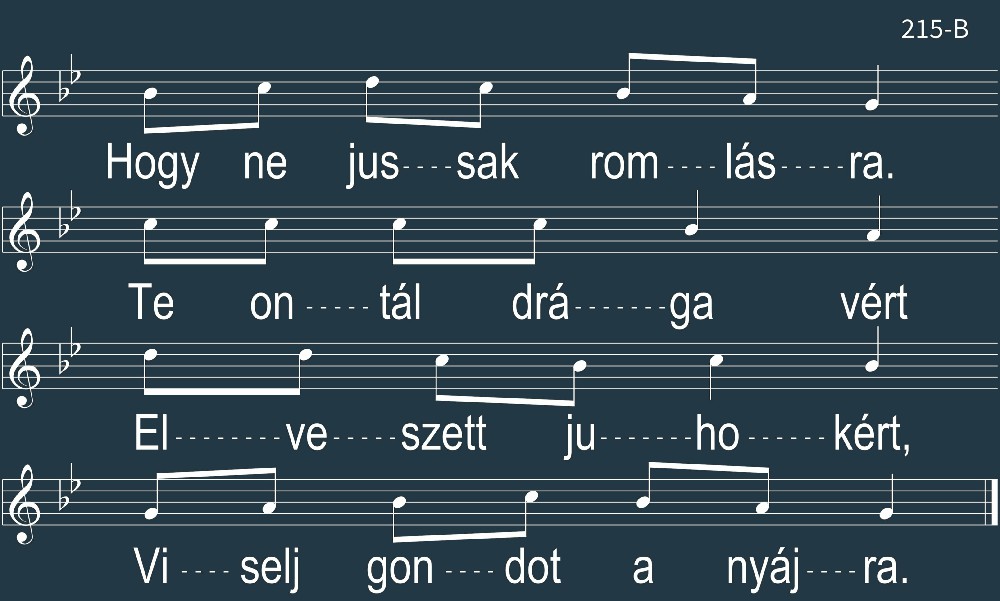 215-B
Hogy ne jus----sak rom----lás-----ra.
Te on-----tál drá-------ga vért
El--------ve-----szett ju------ho------kért,
Vi----selj gon----dot a nyáj----ra.